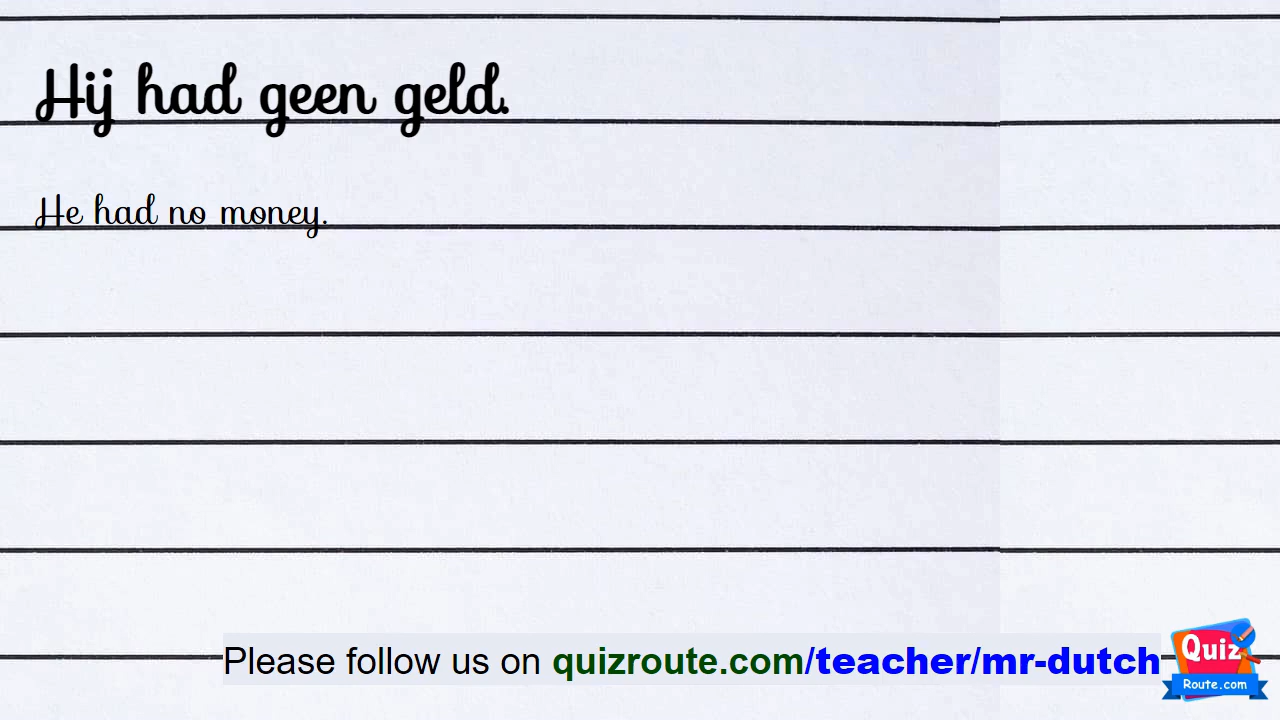 Hij had geen geld.
He had no money.
Please follow us on quizroute.com/teacher/mr-dutch
Quiz
Route.com